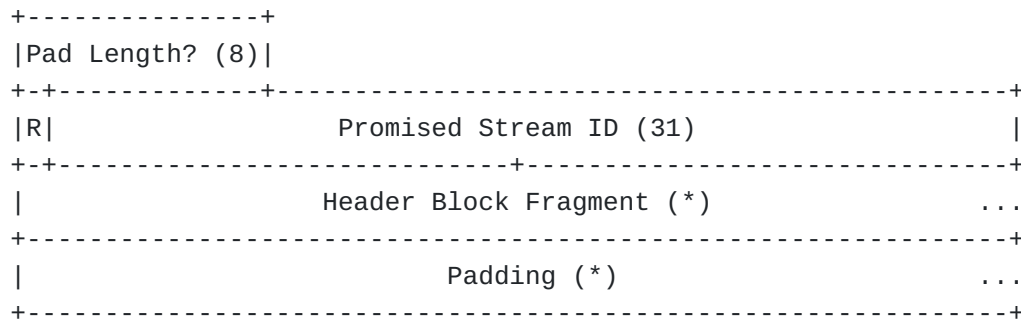 +---------------+
|Pad Length? (8)|
+-+-------------+-----------------------------------------------+
|R|                  Promised Stream ID (31)                    |
+-+-----------------------------+-------------------------------+
|                   Header Block Fragment (*)                 ...
+---------------------------------------------------------------+
|                           Padding (*)                       ...
+---------------------------------------------------------------+